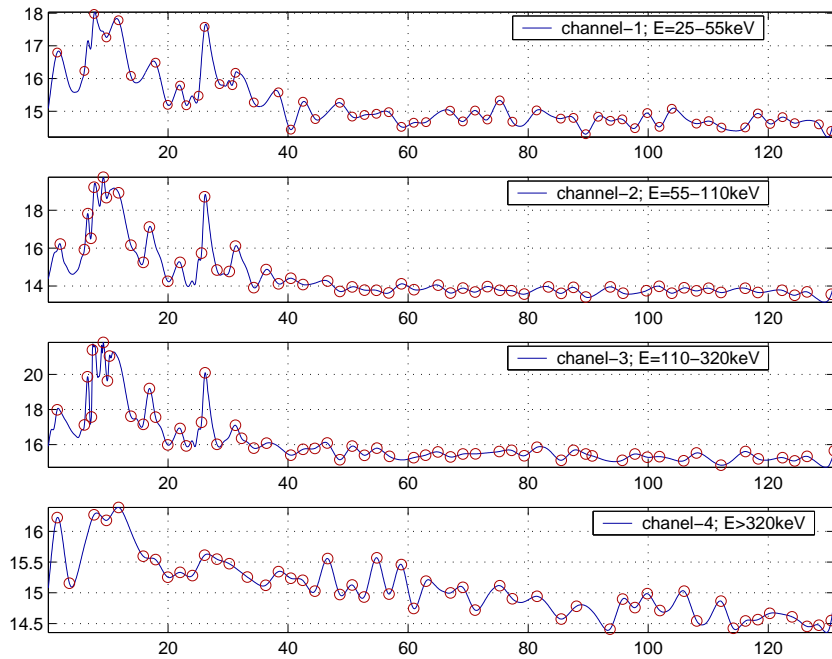 18
17
16
15
channel−1; E=25−55keV
20 40 60 80 100 120
18
16
14
channel−2; E=55−110keV
20 40 60 80 100 120
20
18
16
chanel−3; E=110−320keV
20 40 60 80 100 120
16
15.5
15
14.5
chanel−4; E>320keV
20 40 60 80 100 120